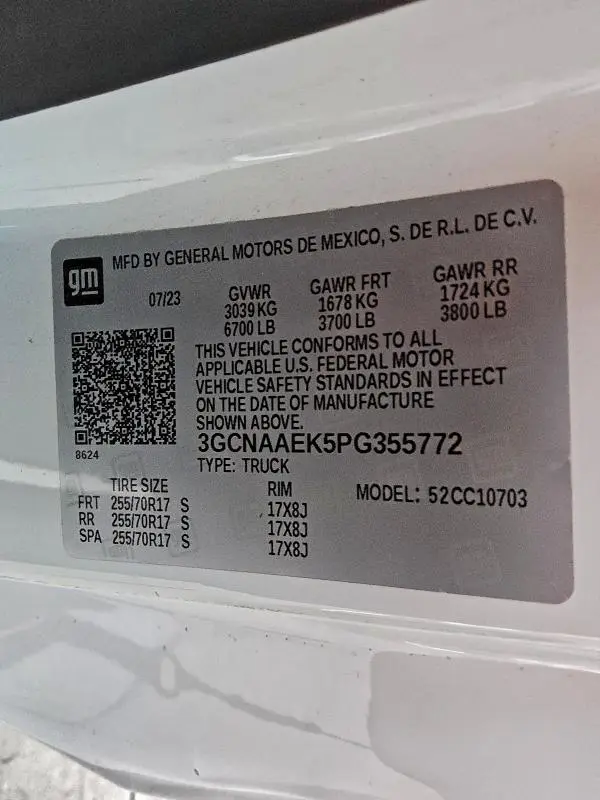 gm
MFD BY GENERAL MOTORS DE MEXICO, S. DE R.L. DE C.V.
07/23 GVWR GAWR FRT GAWR RR
3039 KG 1678 KG 1724 KG
6700 LB 3700 LB 3800 LB
THIS VEHICLE CONFORMS TO ALL
APPLICABLE U.S. FEDERAL MOTOR
VEHICLE SAFETY STANDARDS IN EFFECT
ON THE DATE OF MANUFACTURE
SHOWN ABOVE.
8624
3GCNAAEK5PG355772
TYPE: TRUCK
TIRE SIZE RIM MODEL: 52CC10703
FRT 255/70R17 S 17X8J
RR 255/70R17 S 17X8J
SPA 255/70R17 S 17X8J